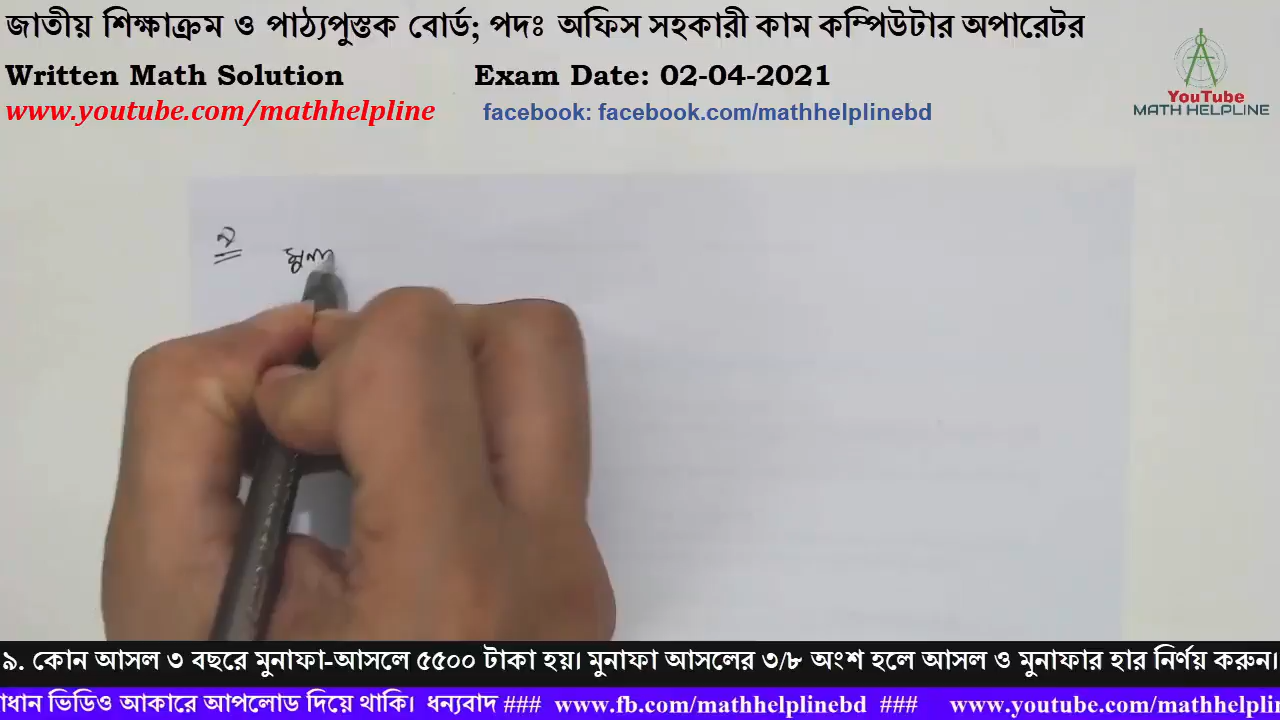 জাতীয় শিক্ষাক্রম ও পাঠ্যপুস্তক বোর্ড; পদঃ অফিস সহকারী কাম কম্পিউটার অপারেটর
Written Math Solution Exam Date: 02-04-2021
www.youtube.com/mathhelpline facebook: facebook.com/mathhelplinebd
YouTube
MATH HELPLINE
৯
মুনা
৯. কোন আসল ৩ বছরে মুনাফা-আসলে ৫৫০০ টাকা হয়। মুনাফা আসলের ৩/৮ অংশ হলে আসল ও মুনাফার হার নির্ণয় করুন।
াধান ভিডিও আকারে আপলোড দিয়ে থাকি। ধন্যবাদ ### www.fb.com/mathhelplinebd ### www.youtube.com/mathhelplin